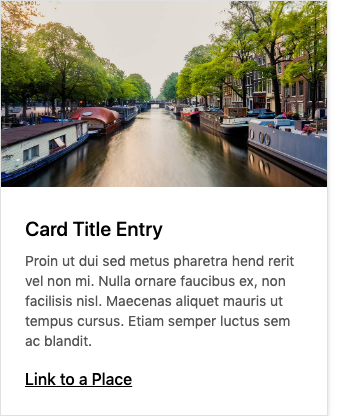 Card Title Entry
Proin ut dui sed metus pharetra hend rerit
vel non mi. Nulla ornare faucibus ex, non
facilisis nisl. Maecenas aliquet mauris ut
tempus cursus. Etiam semper luctus sem
ac blandit.
Link to a Place